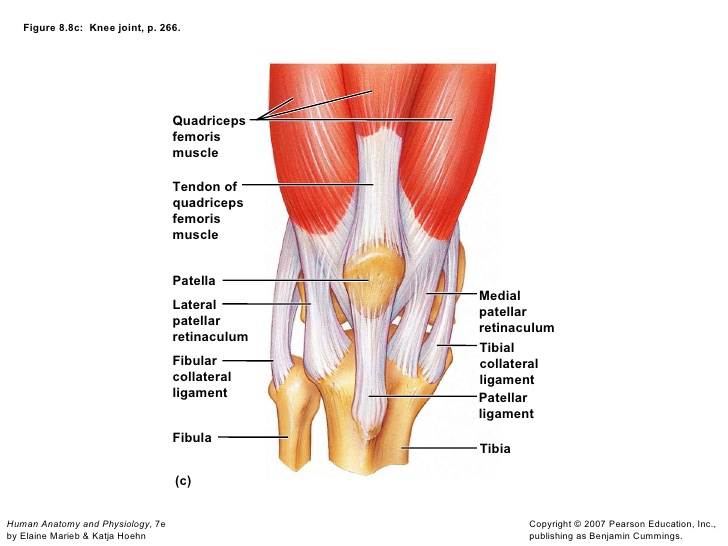 Figure 8.8c:  Knee joint, p. 266.
Quadriceps
femoris
muscle
Tendon of
quadriceps
femoris
muscle
Patella
Lateral
patellar
retinaculum
Fibular
collateral
ligament
Fibula
Medial
patellar
retinaculum
Tibial
collateral
ligament
Patellar
ligament
Tibia
(c)
Human Anatomy and Physiology, 7e
by Elaine Marieb & Katja Hoehn
Copyright © 2007 Pearson Education, Inc.,
publishing as Benjamin Cummings.